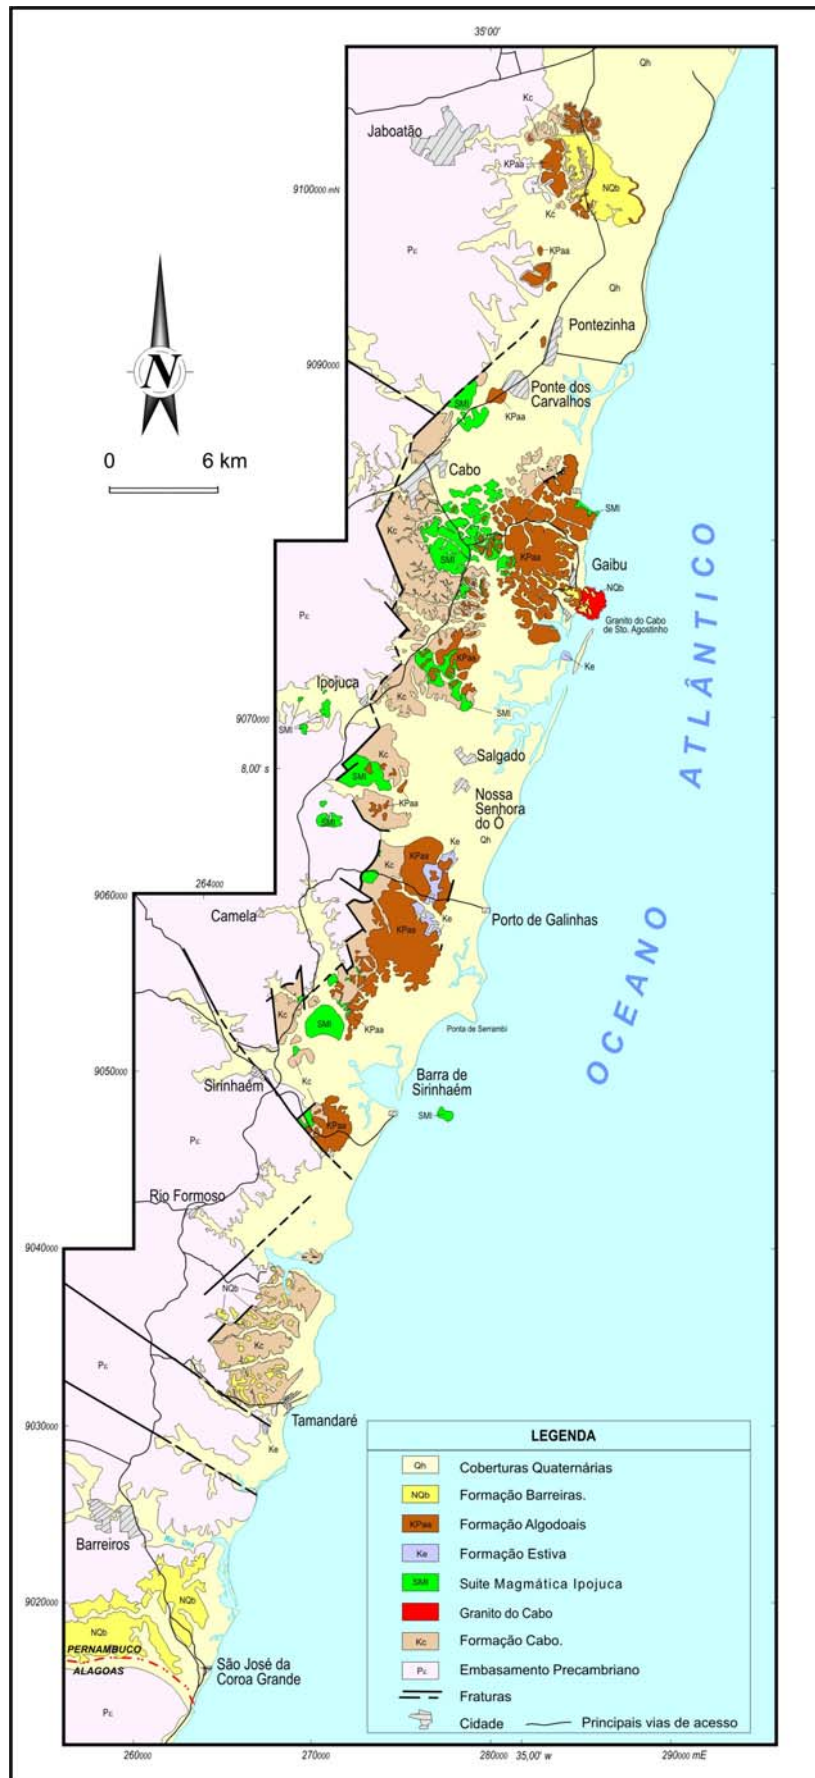 35'00'
Qh
Kc
Jaboatão
KPaa
NQb
9100000 mN
Kc
KPaa
Pε
Qh
Pontezinha
N
9090000
Ponte dos
Carvalhos
SMI
KPaa
0 6 km
Cabo
Kc
SMI
SMI
KPaa
Gaibu
NQb
Granito do Cabo
de Sto. Agostinho
Pε
KPaa
Ke
Ipojuca
Kc
9070000
SMI
SMI
Salgado
8,00' s
Kc
SMI
KPaa
Nossa
Senhora
do Ó
SMI
Qh
Ke
KPaa
Kc
9060000
264000
Camela
Ke
Porto de Galinhas
KPaa
Kc
SMI
KPaa
Ponta de Serrambi
9050000
Sirinhaém
Kc
Barra de
Sirinhaém
SMI
KPaa
Pε
Rio Formoso
9040000
NQb
Kc
Pε
Tamandaré
9030000
Ke
Barreiros
9020000
NQb
NQb
PERNAMBUCO
ALAGOAS
São José da
Coroa Grande
Pε
OCEANO ATLÂNTICO
LEGENDA
Qh Coberturas Quaternárias
NQb Formação Barreiras.
KPaa Formação Algodoais
Ke Formação Estiva
SMI Suite Magmática Ipojuca
Granito do Cabo
Kc Formação Cabo.
Pε Embasamento Precambriano
Fraturas
Cidade Principais vias de acesso
260000 270000 280000 35,00' w 290000 mE